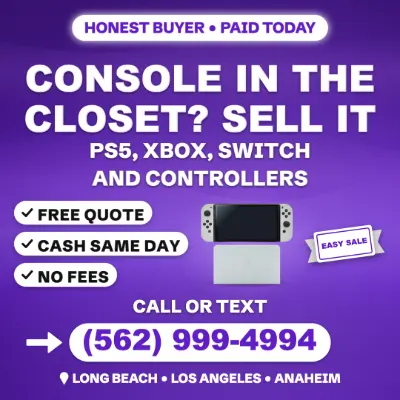 HONEST BUYER • PAID TODAY
CONSOLE IN THE
CLOSET? SELL IT
PS5, XBOX, SWITCH
AND CONTROLLERS
FREE QUOTE
CASH SAME DAY
NO FEES
EASY SALE
CALL OR TEXT
(562) 999-4994
LONG BEACH • LOS ANGELES • ANAHEIM